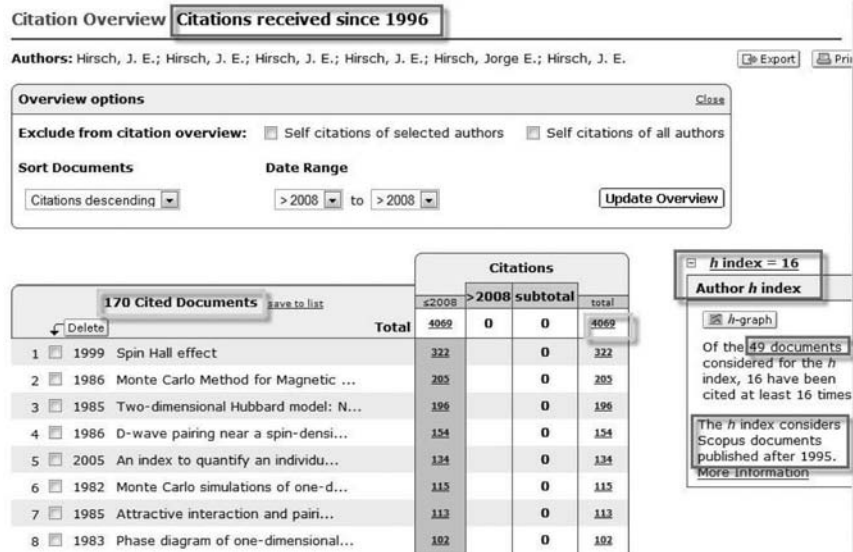 Citation Overview Citations received since 1996
Authors: Hirsch, J. E.; Hirsch, J. E.; Hirsch, J. E.; Hirsch, J. E.; Hirsch, Jorge E.; Hirsch, J. E.
Export Pri
Overview options Close
Exclude from citation overview: Self citations of selected authors Self citations of all authors
Sort Documents Date Range
Citations descending > 2008 to > 2008 Update Overview
Citations
170 Cited Documents save to list ≤2008 >2008 subtotal total
Delete Total 4069 0 0 4069
1 1999 Spin Hall effect 322 0 322
2 1986 Monte Carlo Method for Magnetic ... 205 0 205
3 1985 Two-dimensional Hubbard model: N... 196 0 196
4 1986 D-wave pairing near a spin-densi... 154 0 154
5 2005 An index to quantify an individu... 134 0 134
6 1982 Monte Carlo simulations of one-d... 115 0 115
7 1985 Attractive interaction and pairi... 113 0 113
8 1983 Phase diagram of one-dimensional... 102 0 102
h index = 16
Author h index
h-graph
Of the 49 documents
considered for the h
index, 16 have been
cited at least 16 times
The h index considers
Scopus documents
published after 1995.
More Information